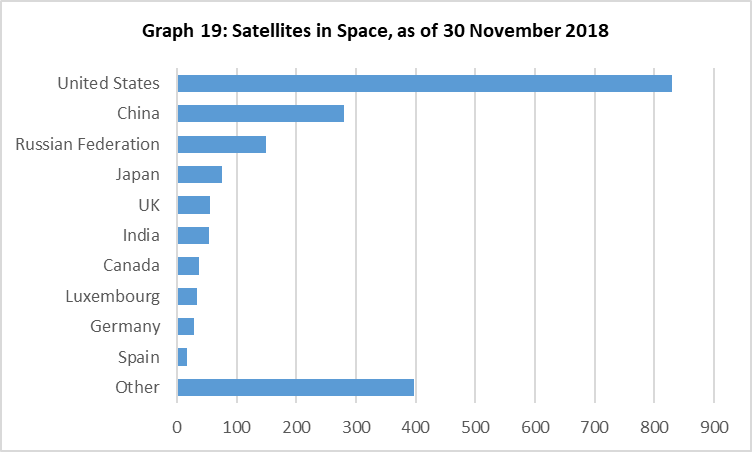 Graph 19: Satellites in Space, as of 30 November 2018
United States
China
Russian Federation
Japan
UK
India
Canada
Luxembourg
Germany
Spain
Other
0 100 200 300 400 500 600 700 800 900